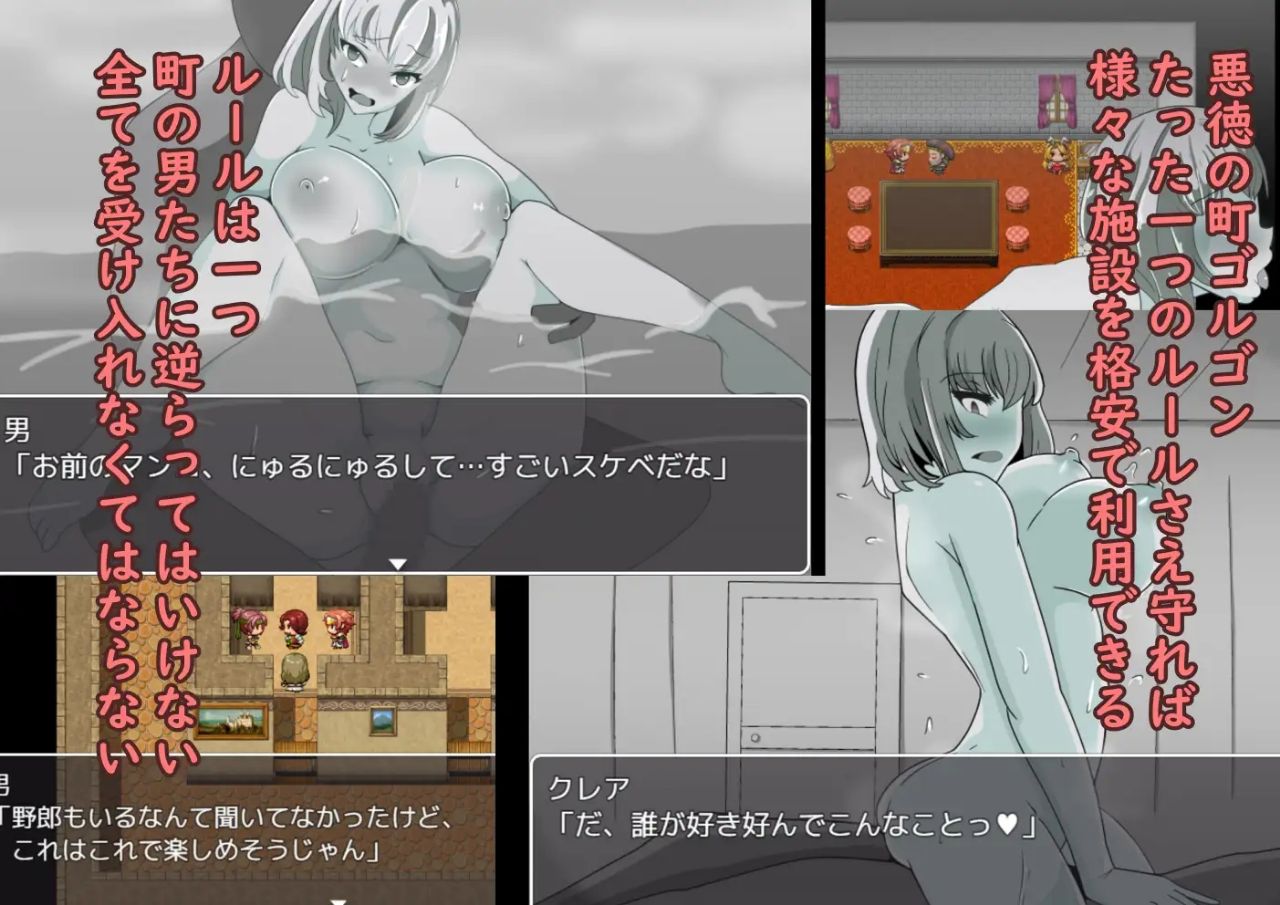 悪徳の町ゴルゴン
たった一つのルールさえ守れば
様々な施設を格安で利用できる
ルールは一つ
町の男たちに逆らってはいけない
全てを受け入れなくてはならない
男
「お前のマン、にゅるにゅるして…すごいスケベだな」
男
「野郎もいるなんて聞いてなかったけど、
これはこれで楽しめそうじゃん」
クレア
「だ、誰が好き好んでこんなことっ♥」